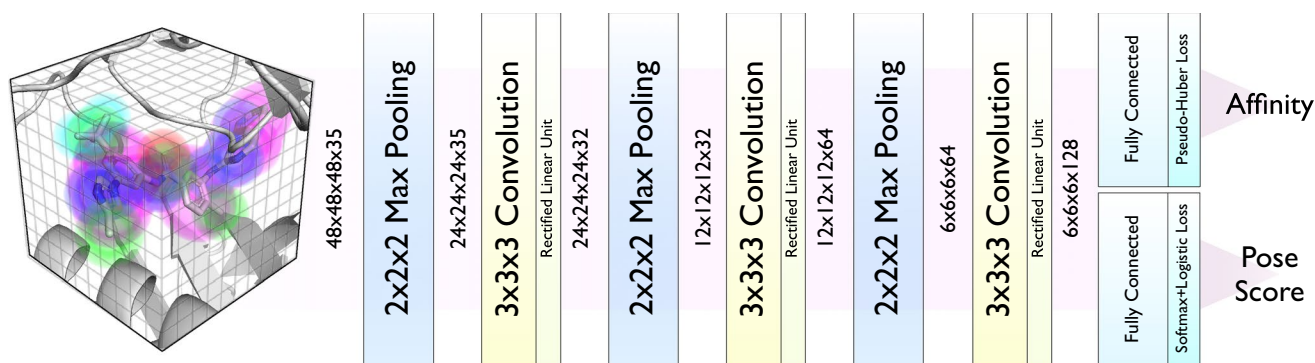 48x48x48x35
2x2x2 Max Pooling
24x24x24x35
3x3x3 Convolution
Rectified Linear Unit
24x24x24x32
2x2x2 Max Pooling
12x12x12x32
3x3x3 Convolution
Rectified Linear Unit
12x12x12x64
2x2x2 Max Pooling
6x6x6x64
3x3x3 Convolution
Rectified Linear Unit
6x6x6x128
Fully Connected
Pseudo-Huber Loss
Affinity
Fully Connected
Softmax+Logistic Loss
Pose
Score